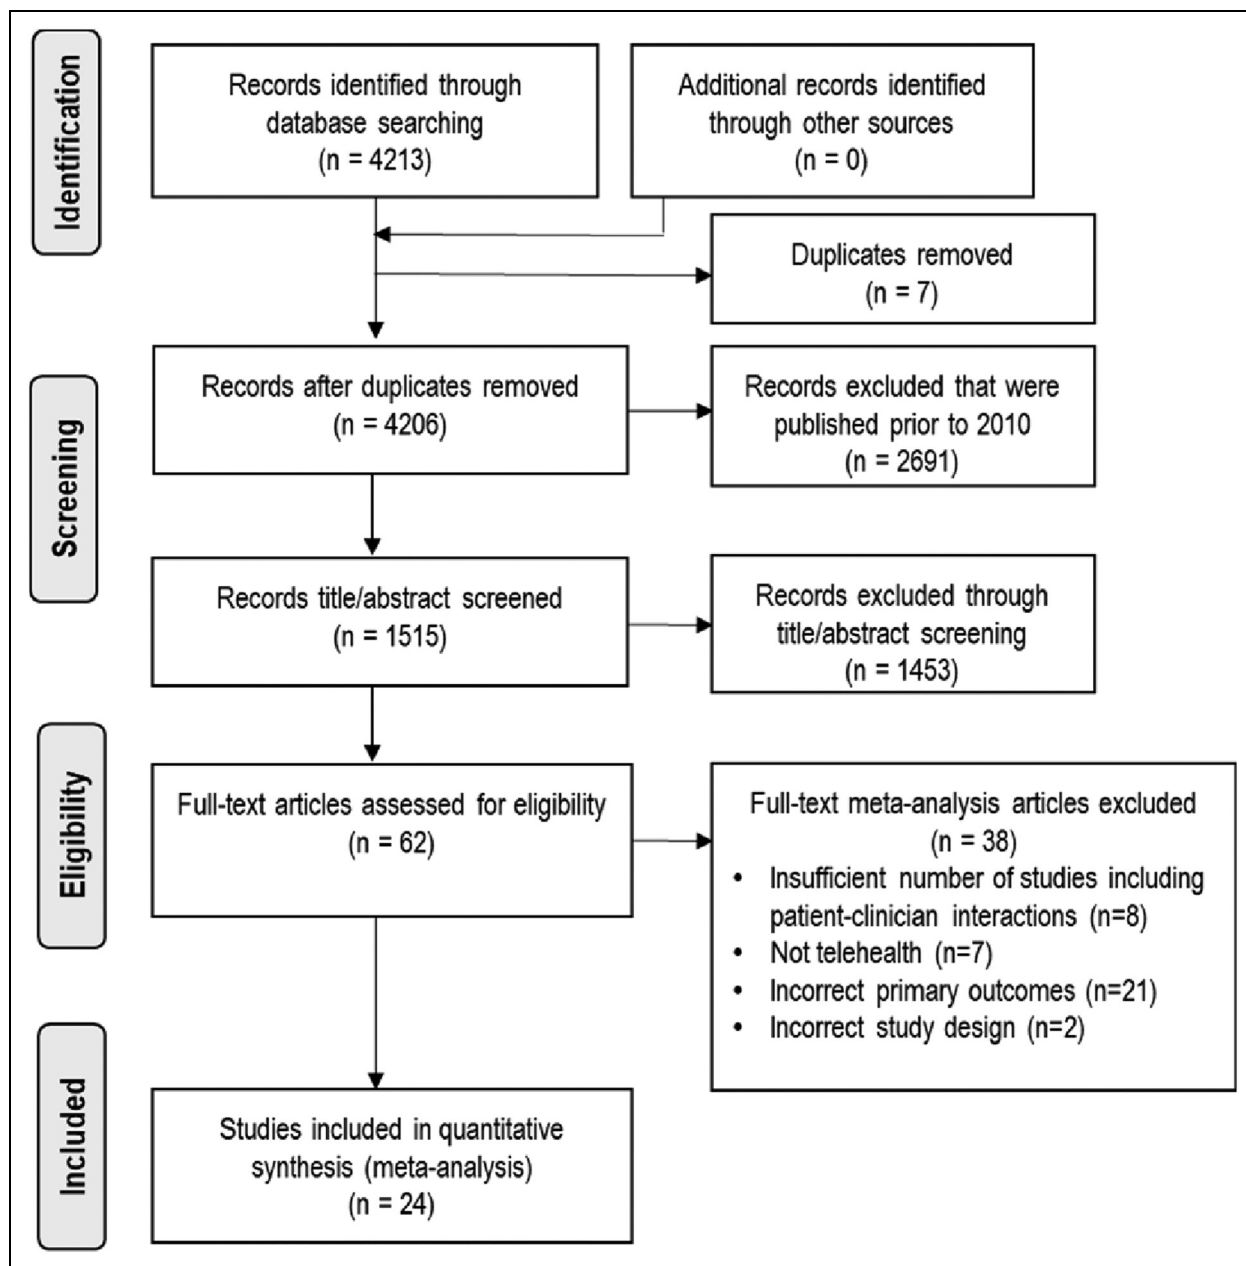 Identification
Records identified through
database searching
(n = 4213)
Additional records identified
through other sources
(n = 0)
Duplicates removed
(n = 7)
Screening
Records after duplicates removed
(n = 4206)
Records excluded that were
published prior to 2010
(n = 2691)
Records title/abstract screened
(n = 1515)
Records excluded through
title/abstract screening
(n = 1453)
Eligibility
Full-text articles assessed for eligibility
(n = 62)
Full-text meta-analysis articles excluded
(n = 38)
• Insufficient number of studies including
patient-clinician interactions (n=8)
• Not telehealth (n=7)
• Incorrect primary outcomes (n=21)
• Incorrect study design (n=2)
Included
Studies included in quantitative
synthesis (meta-analysis)
(n = 24)